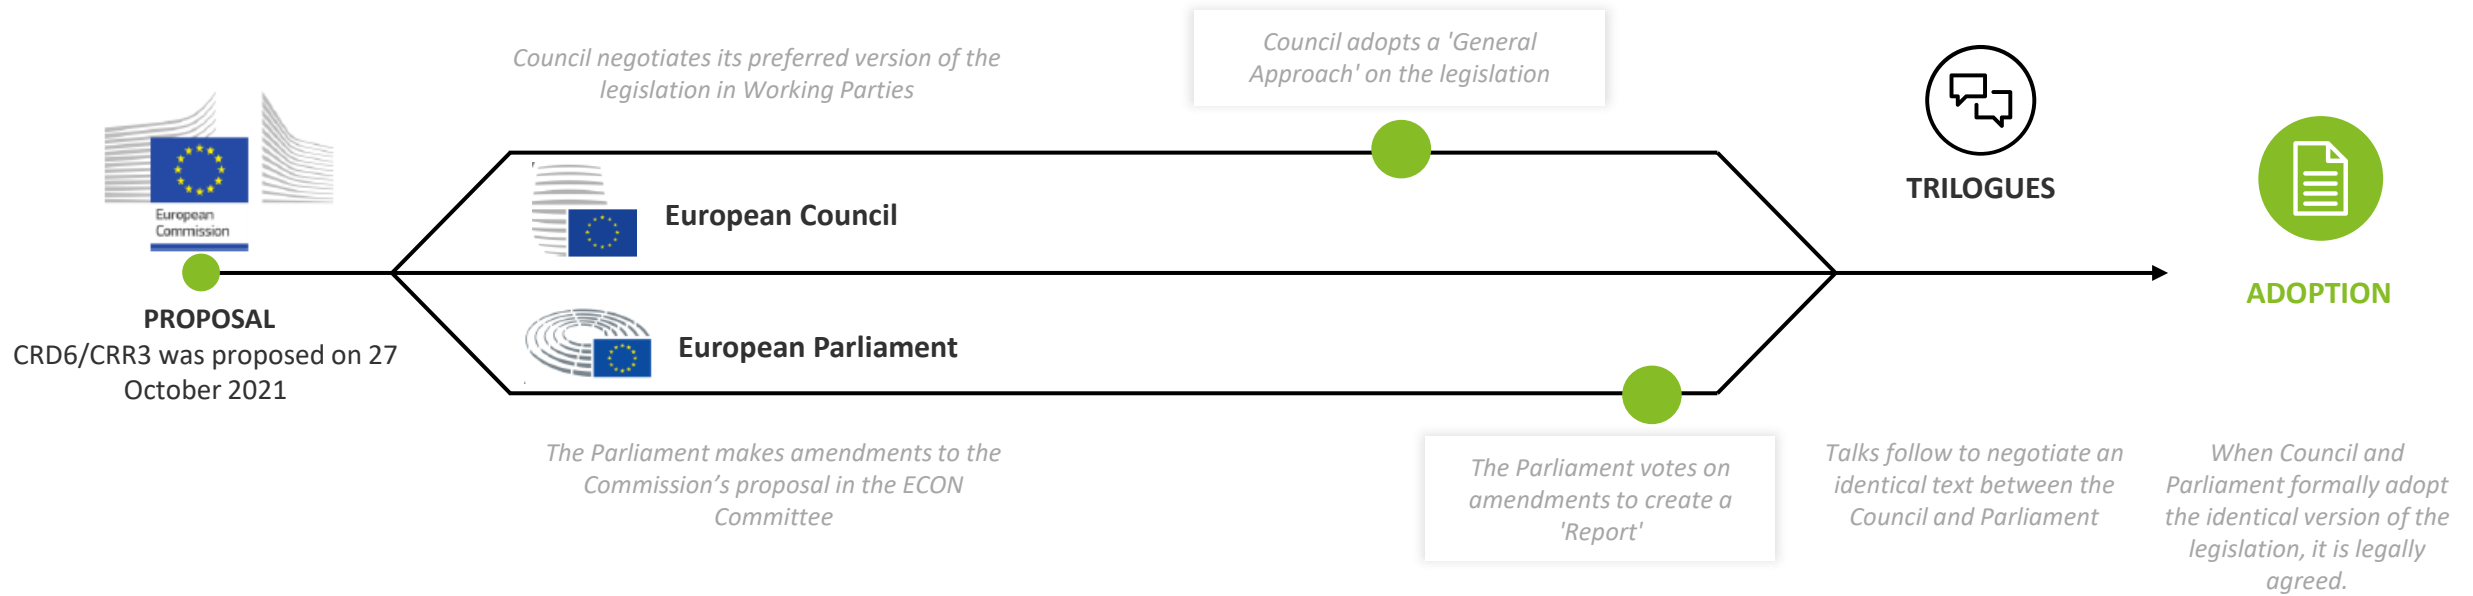 European
Commission
PROPOSAL
CRD6/CRR3 was proposed on 27
October 2021
Council negotiates its preferred version of the
legislation in Working Parties
European Council
European Parliament
The Parliament makes amendments to the
Commission’s proposal in the ECON
Committee
Council adopts a 'General
Approach' on the legislation
The Parliament votes on
amendments to create a
'Report'
TRILOGUES
Talks follow to negotiate an
identical text between the
Council and Parliament
ADOPTION
When Council and
Parliament formally adopt
the identical version of the
legislation, it is legally
agreed.